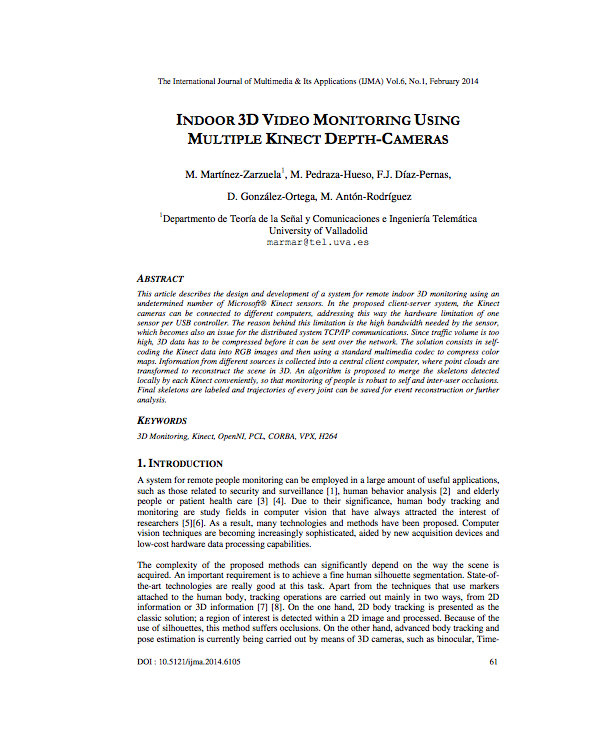 The International Journal of Multimedia & Its Applications (IJMA) Vol.6, No.1, February 2014
INDOOR 3D VIDEO MONITORING USING
MULTIPLE KINECT DEPTH-CAMERAS
M. Martínez-Zarzuela1, M. Pedraza-Hueso, F.J. Díaz-Pernas,
D. González-Ortega, M. Antón-Rodríguez
1Departmento de Teoría de la Señal y Comunicaciones e Ingeniería Telemática
University of Valladolid
marmar@tel.uva.es
ABSTRACT
This article describes the design and development of a system for remote indoor 3D monitoring using an
undetermined number of Microsoft® Kinect sensors. In the proposed client-server system, the Kinect
cameras can be connected to different computers, addressing this way the hardware limitation of one
sensor per USB controller. The reason behind this limitation is the high bandwidth needed by the sensor,
which becomes also an issue for the distributed system TCP/IP communications. Since traffic volume is too
high, 3D data has to be compressed before it can be sent over the network. The solution consists in self-
coding the Kinect data into RGB images and then using a standard multimedia codec to compress color
maps. Information from different sources is collected into a central client computer, where point clouds are
transformed to reconstruct the scene in 3D. An algorithm is proposed to merge the skeletons detected
locally by each Kinect conveniently, so that monitoring of people is robust to self and inter-user occlusions.
Final skeletons are labeled and trajectories of every joint can be saved for event reconstruction or further
analysis.
KEYWORDS
3D Monitoring, Kinect, OpenNI, PCL, CORBA, VPX, H264
1. INTRODUCTION
A system for remote people monitoring can be employed in a large amount of useful applications,
such as those related to security and surveillance [1], human behavior analysis [2] and elderly
people or patient health care [3] [4]. Due to their significance, human body tracking and
monitoring are study fields in computer vision that have always attracted the interest of
researchers [5][6]. As a result, many technologies and methods have been proposed. Computer
vision techniques are becoming increasingly sophisticated, aided by new acquisition devices and
low-cost hardware data processing capabilities.
The complexity of the proposed methods can significantly depend on the way the scene is
acquired. An important requirement is to achieve a fine human silhouette segmentation. State-of-
the-art technologies are really good at this task. Apart from the techniques that use markers
attached to the human body, tracking operations are carried out mainly in two ways, from 2D
information or 3D information [7] [8]. On the one hand, 2D body tracking is presented as the
classic solution; a region of interest is detected within a 2D image and processed. Because of the
use of silhouettes, this method suffers occlusions. On the other hand, advanced body tracking and
pose estimation is currently being carried out by means of 3D cameras, such as binocular, Time-
DOI : 10.5121/ijma.2014.6105 61